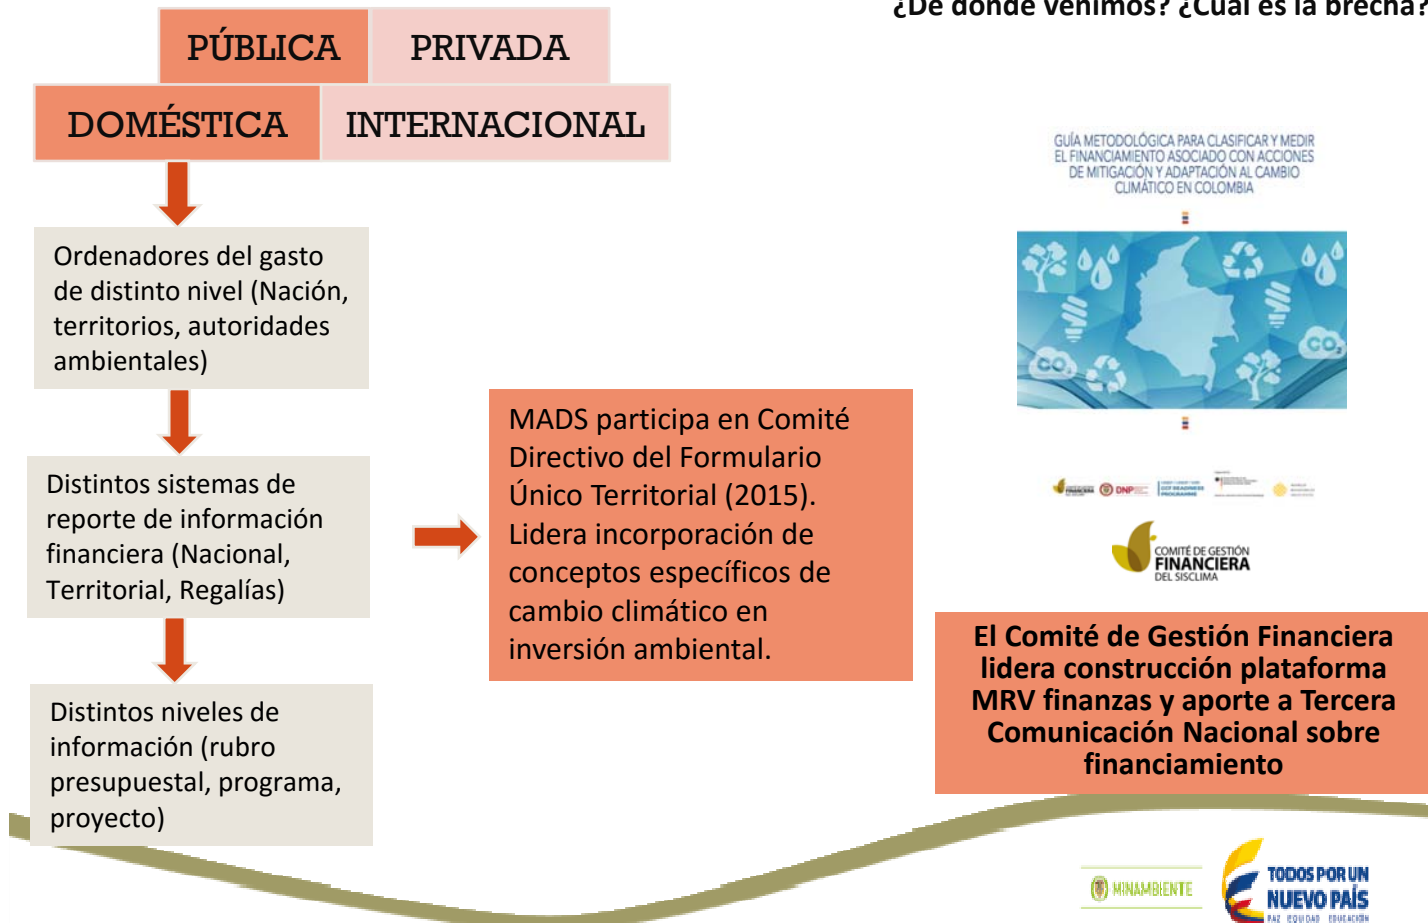 ¿De dónde venimos? ¿Cuál es la brecha?
PÚBLICA
PRIVADA
DOMÉSTICA
INTERNACIONAL
Ordenadores del gasto
de distinto nivel (Nación,
territorios, autoridades
ambientales)
Distintos sistemas de
reporte de información
financiera (Nacional,
Territorial, Regalías)
Distintos niveles de
información (rubro
presupuestal, programa,
proyecto)
MADS participa en Comité
Directivo del Formulario
Único Territorial (2015).
Lidera incorporación de
conceptos específicos de
cambio climático en
inversión ambiental.
GUÍA METODOLÓGICA PARA CLASIFICAR Y MEDIR
EL FINANCIAMIENTO ASOCIADO CON ACCIONES
DE MITIGACIÓN Y ADAPTACIÓN AL CAMBIO
CLIMÁTICO EN COLOMBIA
CO2
CO2
FINANCIERA
DNP
READINESS
PROGRAMME
COMITÉ DE GESTIÓN
FINANCIERA
DEL SISCLIMA
El Comité de Gestión Financiera
lidera construcción plataforma
MRV finanzas y aporte a Tercera
Comunicación Nacional sobre
financiamiento
MINAMBIENTE
TODOS POR UN
NUEVO PAÍS
PAZ EQUIDAD EDUCACIÓN